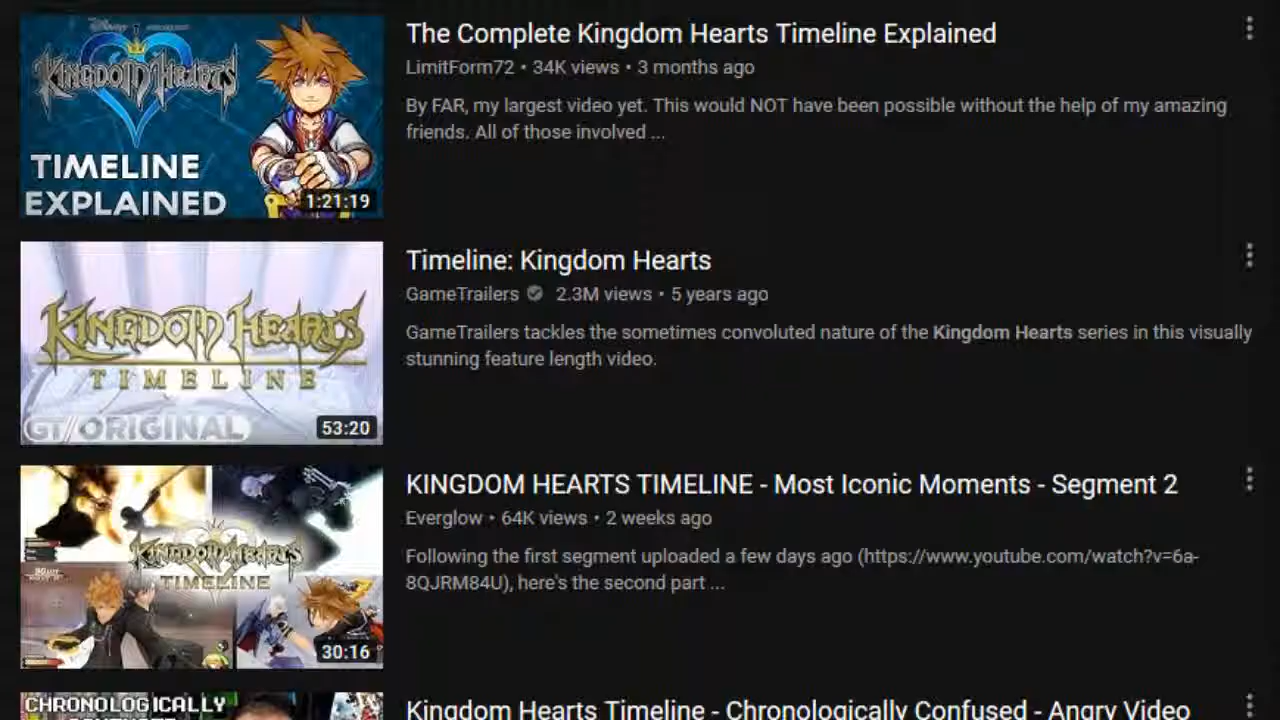 Disney
KINGDOM HEARTS
TIMELINE
EXPLAINED
1:21:19
The Complete Kingdom Hearts Timeline Explained
LimitForm72 • 34K views • 3 months ago
By FAR, my largest video yet. This would NOT have been possible without the help of my amazing
friends. All of those involved ...
KINGDOM HEARTS
TIMELINE
GT/ORIGINAL
53:20
Timeline: Kingdom Hearts
GameTrailers 2.3M views • 5 years ago
GameTrailers tackles the sometimes convoluted nature of the Kingdom Hearts series in this visually
stunning feature length video.
KINGDOM HEARTS
TIMELINE
30:16
KINGDOM HEARTS TIMELINE - Most Iconic Moments - Segment 2
Everglow • 64K views • 2 weeks ago
Following the first segment uploaded a few days ago (https://www.youtube.com/watch?v=6a-
8QJRM84U), here's the second part ...
CHRONOLOGICALLY
Kingdom Hearts Timeline - Chronologically Confused - Angry Video